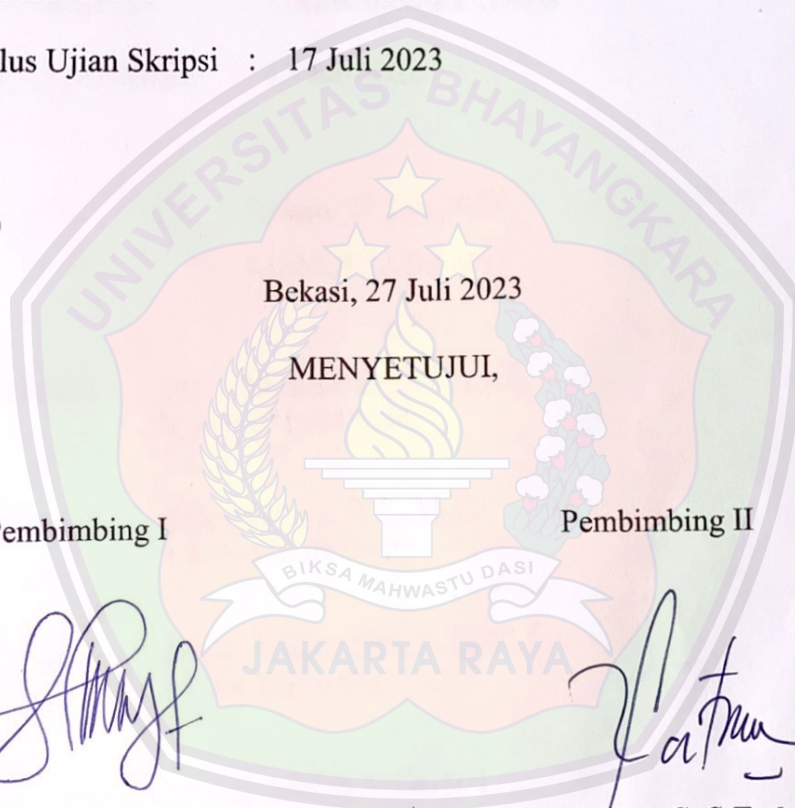 lus Ujian Skripsi : 17 Juli 2023
UNIVERSITAS BHAYANGKARA
Bekasi, 27 Juli 2023
MENYETUJUI,
Pembimbing I
Pembimbing II
BIKSA MAHWASTU DASI
JAKARTA RAYA